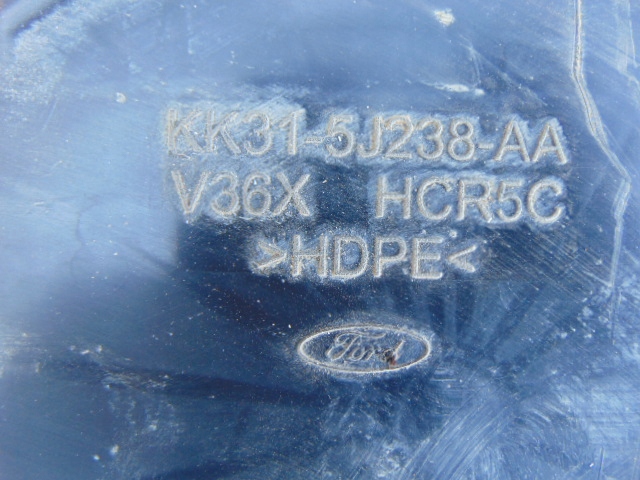 KK31-5J238-AA
V36X HCR5C
>HDPE<
Ford